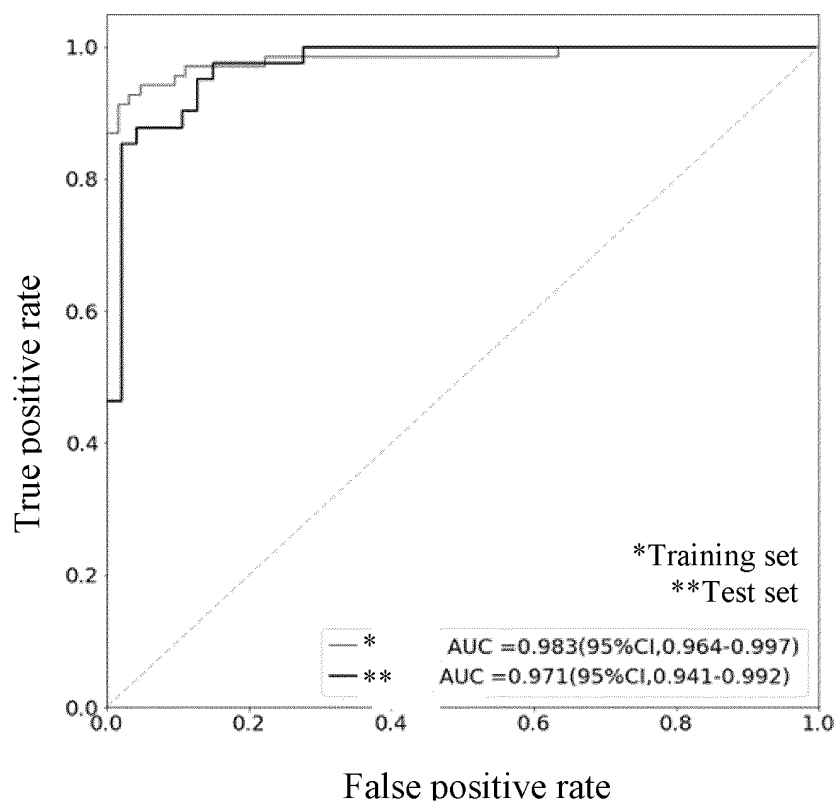 1.0
0.8
0.6
0.4
0.2
0.0
True positive rate
*Training set
**Test set
* AUC =0.983(95%CI,0.964-0.997)
** AUC =0.971(95%CI,0.941-0.992)
0.0 0.2 0.4 0.6 0.8 1.0
False positive rate